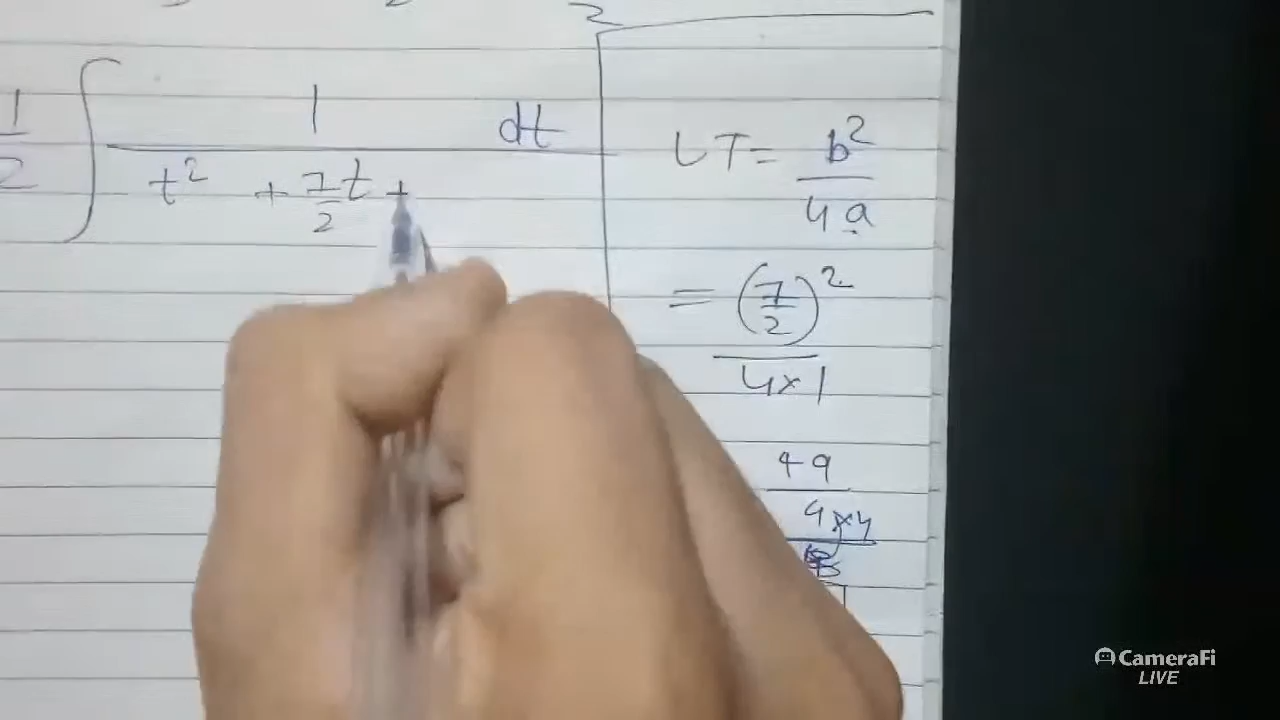 1/2 ∫ 1/(t² + 7/2 t + dt
LT = b²/4a
= (7/2)²/4×1
49/4×4
CameraFi
LIVE